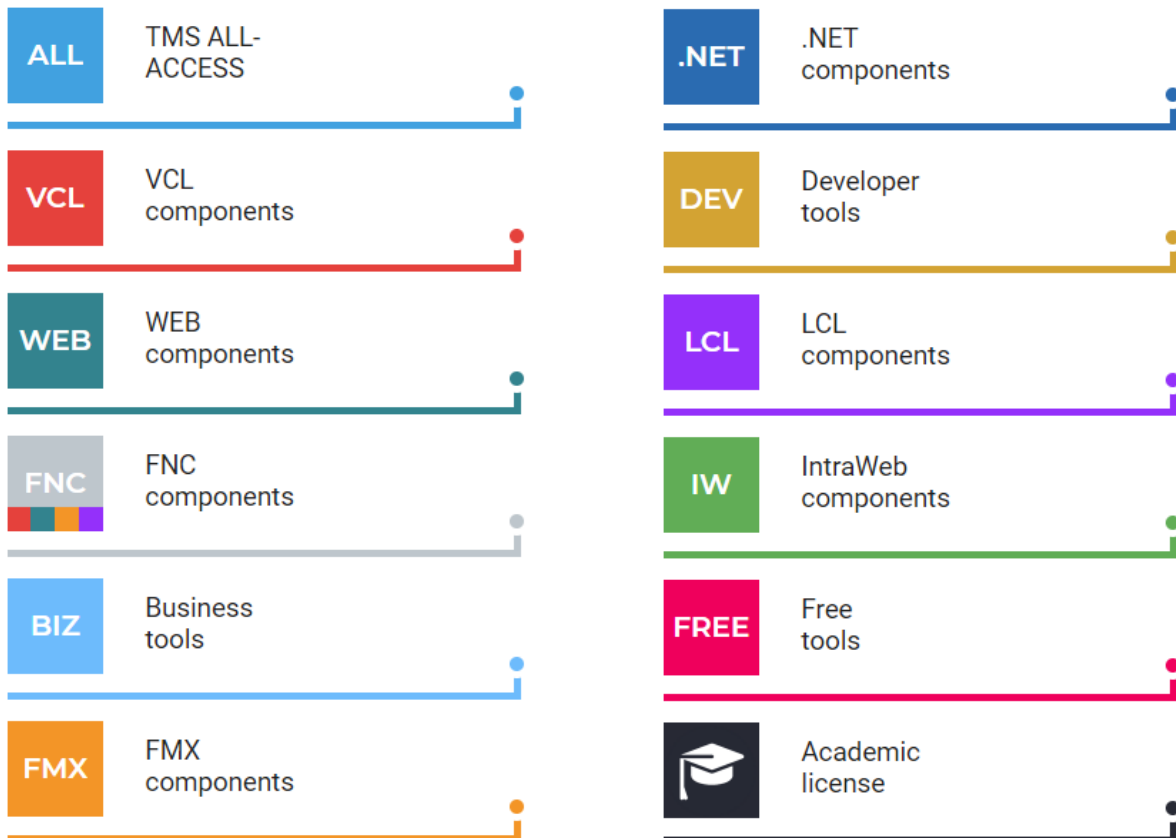 ALL
TMS ALL-
ACCESS
VCL
VCL
components
WEB
WEB
components
FNC
FNC
components
BIZ
Business
tools
FMX
FMX
components
.NET
.NET
components
DEV
Developer
tools
LCL
LCL
components
IW
IntraWeb
components
FREE
Free
tools
Academic
license